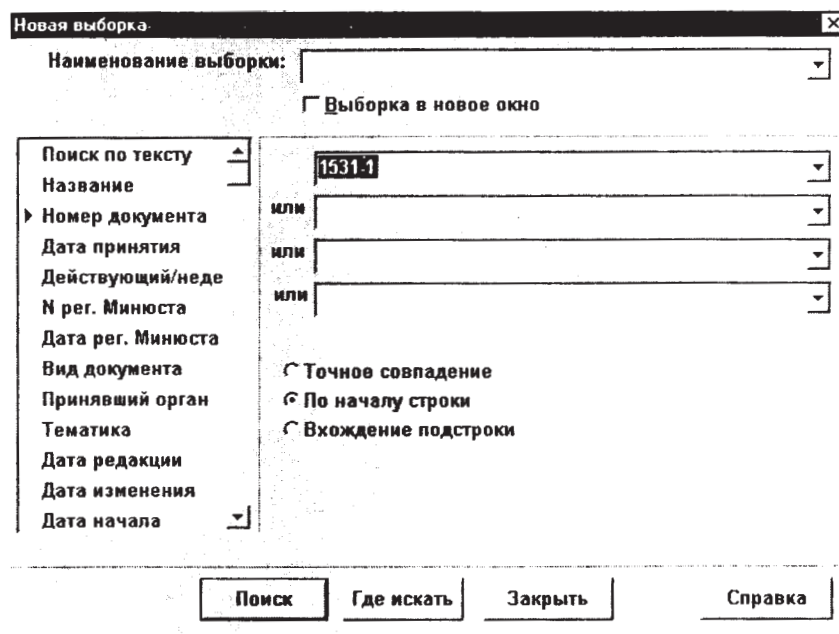 Новая выборка
Наименование выборки:
Выборка в новое окно
Поиск по тексту
Название
Номер документа
Дата принятия
Действующий/неде
N рег. Минюста
Дата рег. Минюста
Вид документа
Принявший орган
Тематика
Дата редакции
Дата изменения
Дата начала
1531-1
или
или
или
Точное совпадение
По началу строки
Вхождение подстроки
Поиск
Где искать
Закрыть
Справка